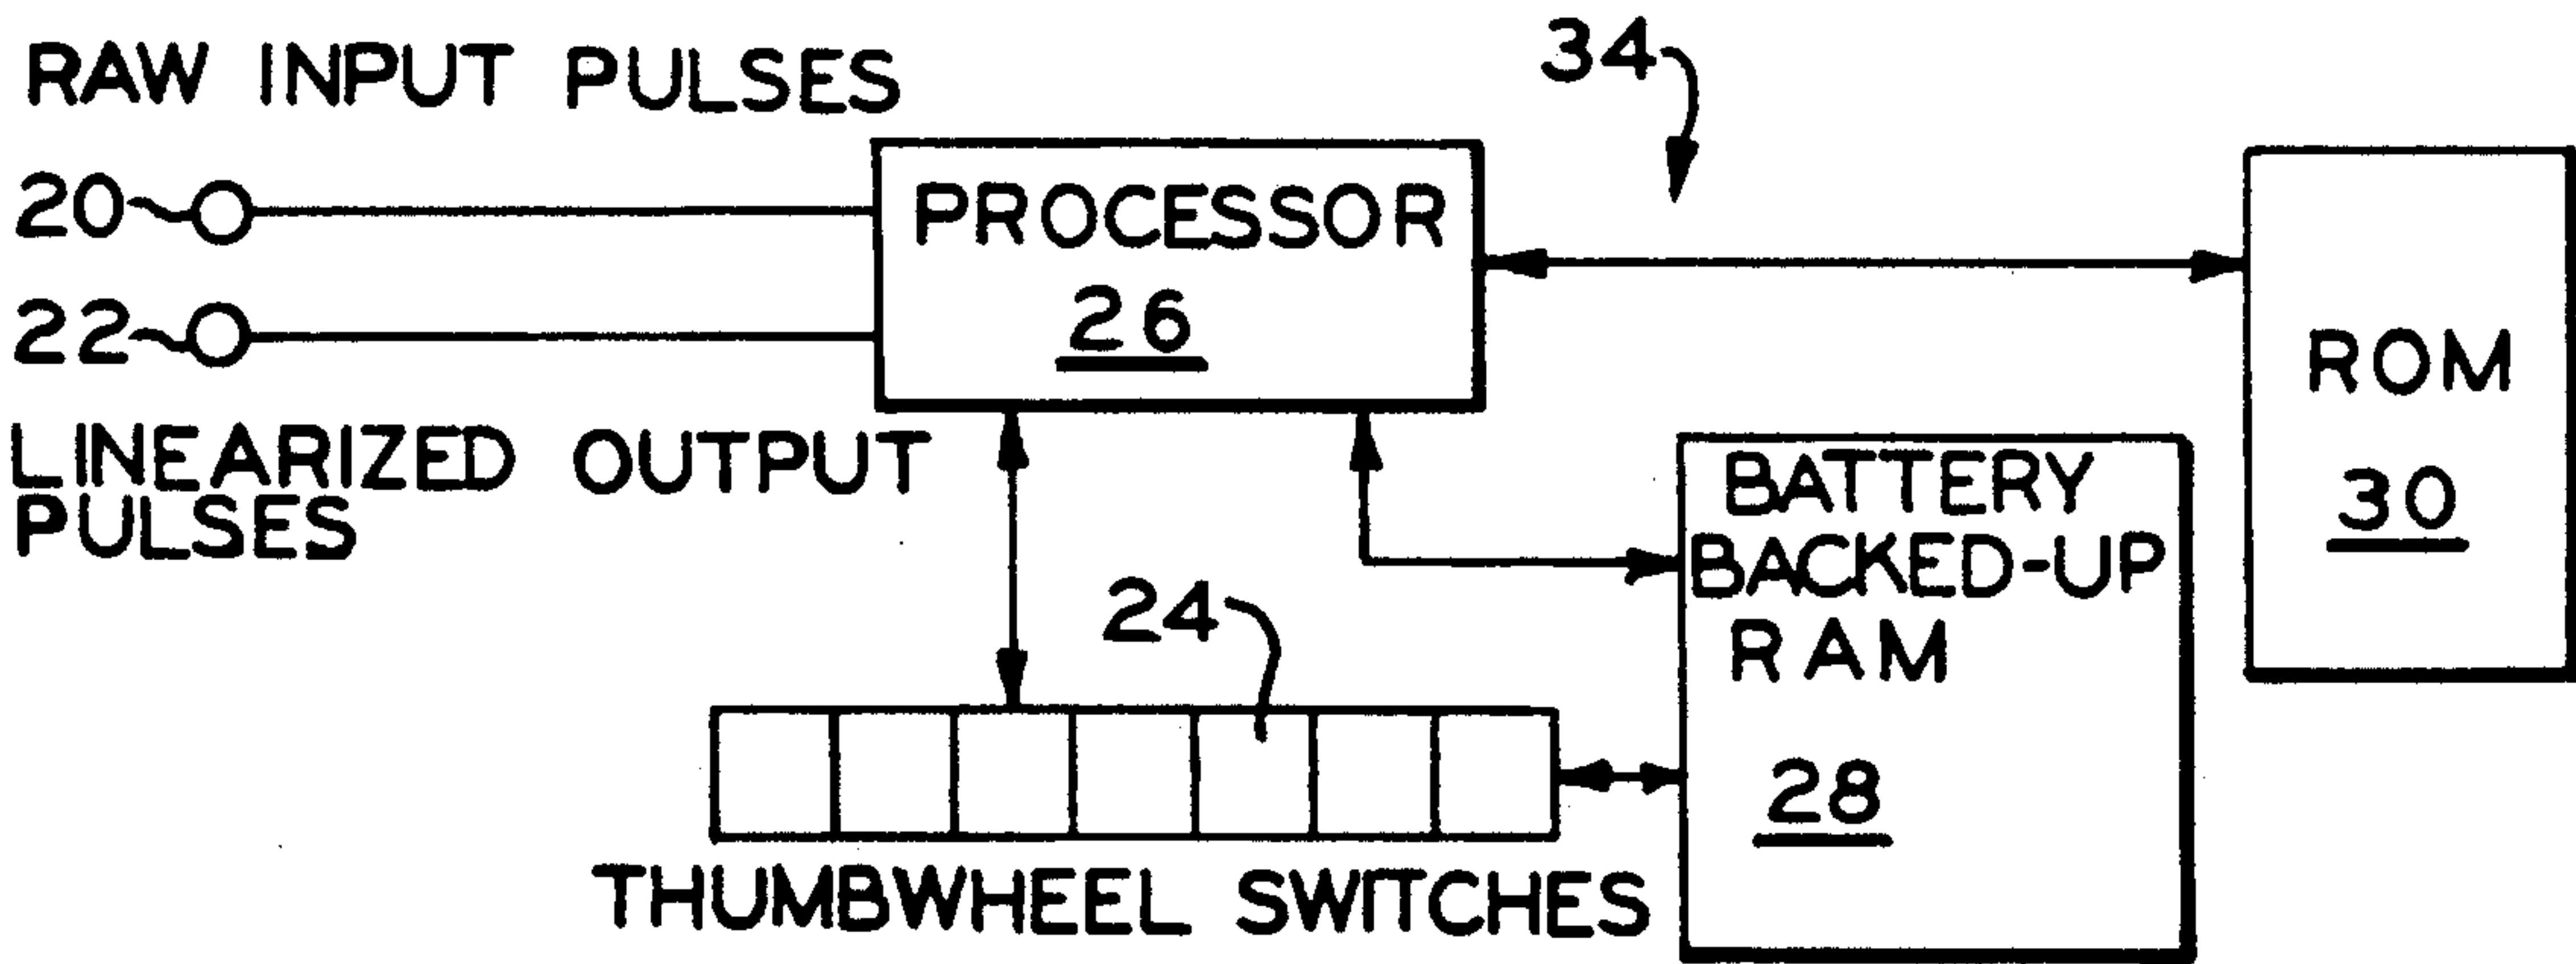 RAW INPUT PULSES
34
20
PROCESSOR
26
22
LINEARIZED OUTPUT
PULSES
ROM
30
BATTERY
BACKED-UP
RAM
28
24
THUMBWHEEL SWITCHES